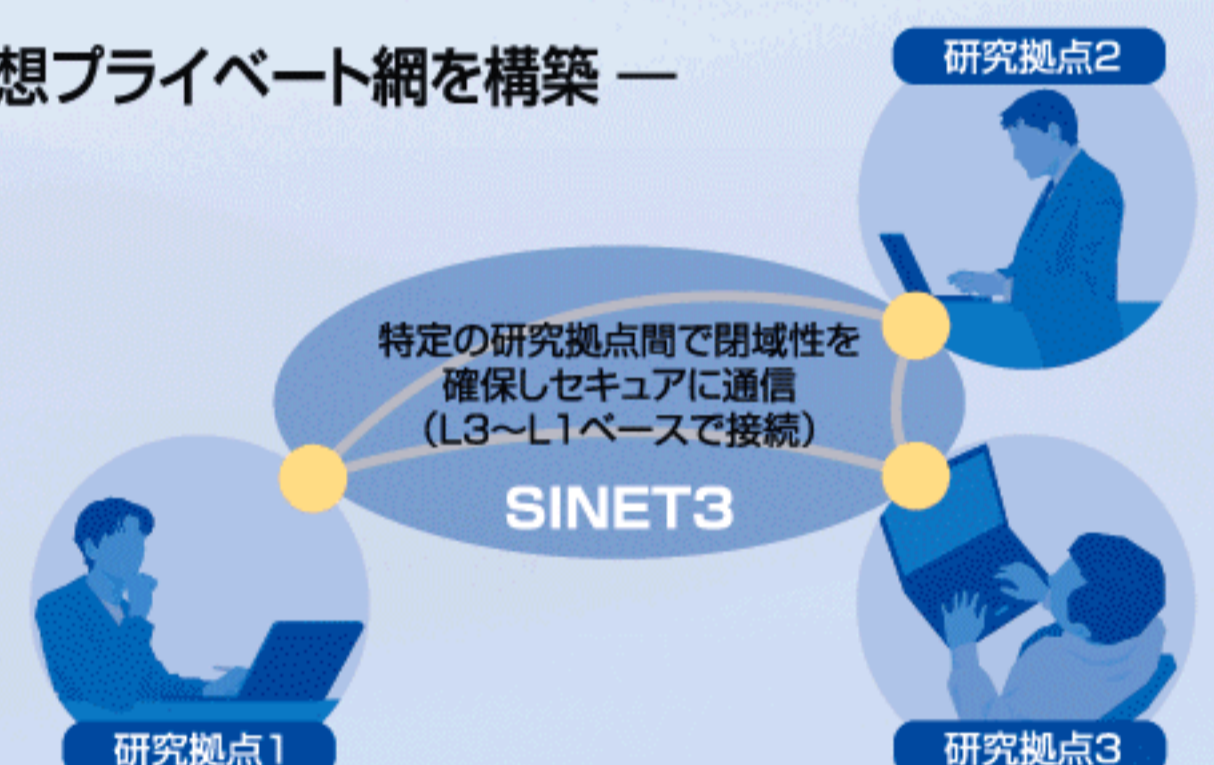 想プライベート網を構築 —
研究拠点2
特定の研究拠点間で閉域性を
確保しセキュアに通信
（L3～L1ベースで接続）
SINET3
研究拠点1
研究拠点3